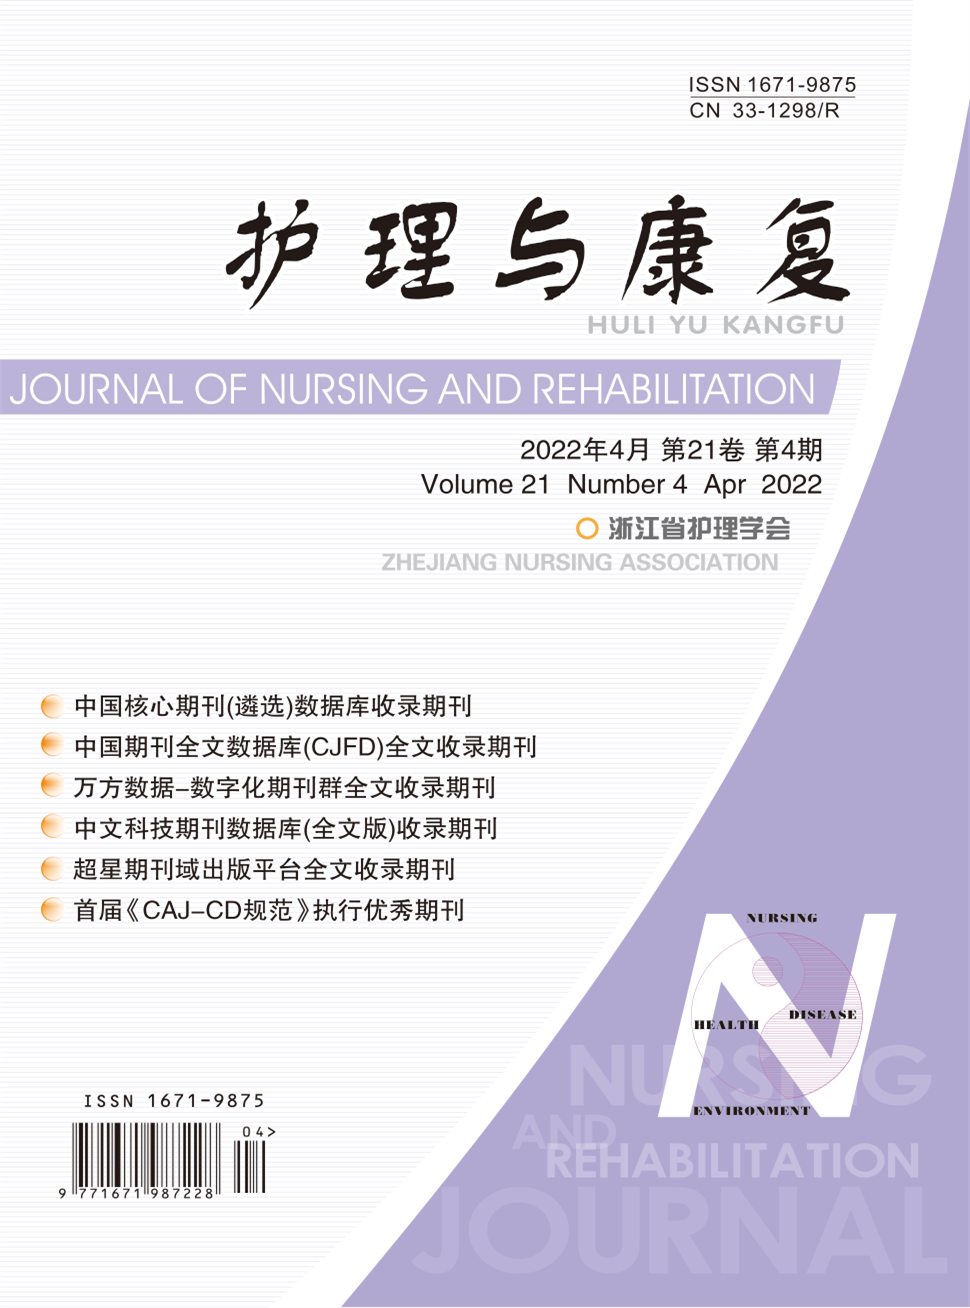 ISSN 1671-9875
CN 33-1298/R
护理与康复
HULI YU KANGFU
JOURNAL OF NURSING AND REHABILITATION
2022年4月 第21卷 第4期
Volume 21 Number 4 Apr 2022
浙江省护理学会
ZHEJIANG NURSING ASSOCIATION
中国核心期刊(遴选)数据库收录期刊
中国期刊全文数据库(CJFD)全文收录期刊
万方数据–数字化期刊群全文收录期刊
中文科技期刊数据库(全文版)收录期刊
超星期刊域出版平台全文收录期刊
首届《CAJ–CD规范》执行优秀期刊
NURSING
DISEASE
HEALTH
ENVIRONMENT
NURSING
AND
REHABILITATION
JOURNAL
ISSN 1671-9875
04>
9 771671 987228